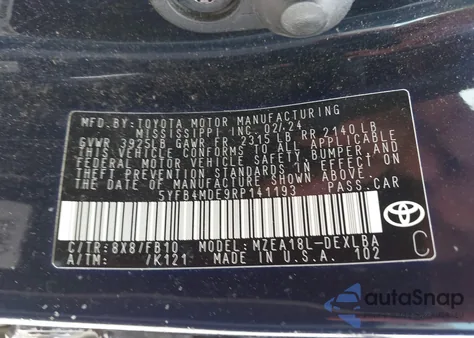 MFD.BY:TOYOTA MOTOR MANUFACTURING
MISSISSIPPI INC. 02/24
GVWR 3925LB GAWR FR 2315 LB RR 2140 LB
THIS VEHICLE CONFORMS TO ALL APPLICABLE
FEDERAL MOTOR VEHICLE SAFETY, BUMPER AND
THEFT PREVENTION STANDARDS IN EFFECT ON
THE DATE OF MANUFACTURE SHOWN ABOVE.
5YFB4MDE9RP141193 PASS.CAR
C/TR:8X8/FB10 MODEL:MZEA18L-DEXLBA
A/TM: /K121 MADE IN U.S.A. 102
TOYOTA
C
autaSnap